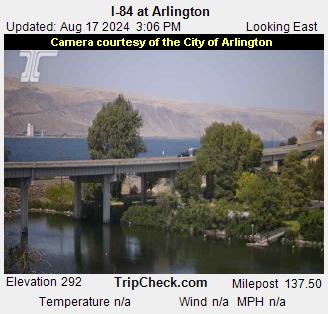 I-84 at Arlington
Updated: Aug 17 2024 3:06 PM Looking East
Camera courtesy of the City of Arlington
Elevation 292 TripCheck.com Milepost 137.50
Temperature n/a Wind n/a MPH n/a